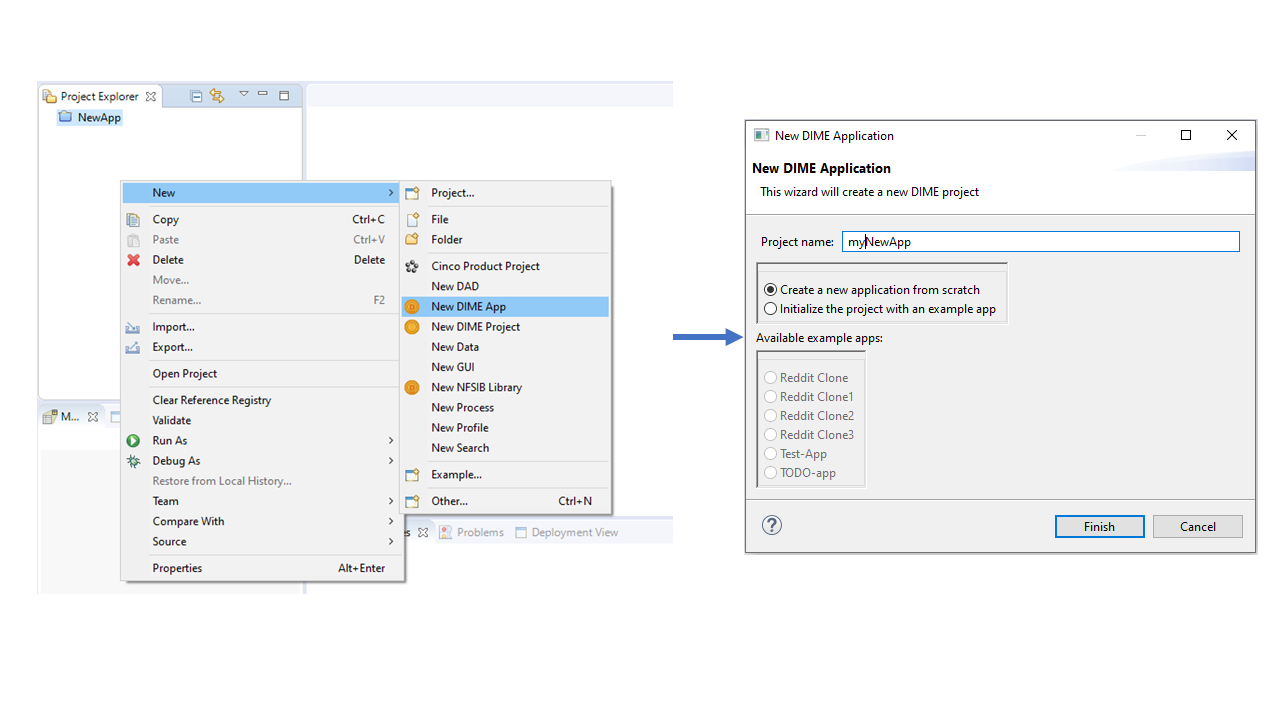 Project Explorer
NewApp
New
Copy Ctrl+C
Paste Ctrl+V
Delete Delete
Move...
Rename... F2
Import...
Export...
Open Project
Clear Reference Registry
Validate
Run As
Debug As
Restore from Local History...
Team
Compare With
Source
Properties Alt+Enter
M...
Project...
File
Folder
Cinco Product Project
New DAD
New DIME App
New DIME Project
New Data
New GUI
New NFSIB Library
New Process
New Profile
New Search
Example...
Other... Ctrl+N
Problems Deployment View
New DIME Application
New DIME Application
This wizard will create a new DIME project
Project name: myNewApp
Create a new application from scratch
Initialize the project with an example app
Available example apps:
Reddit Clone
Reddit Clone1
Reddit Clone2
Reddit Clone3
Test-App
TODO-app
? Finish Cancel